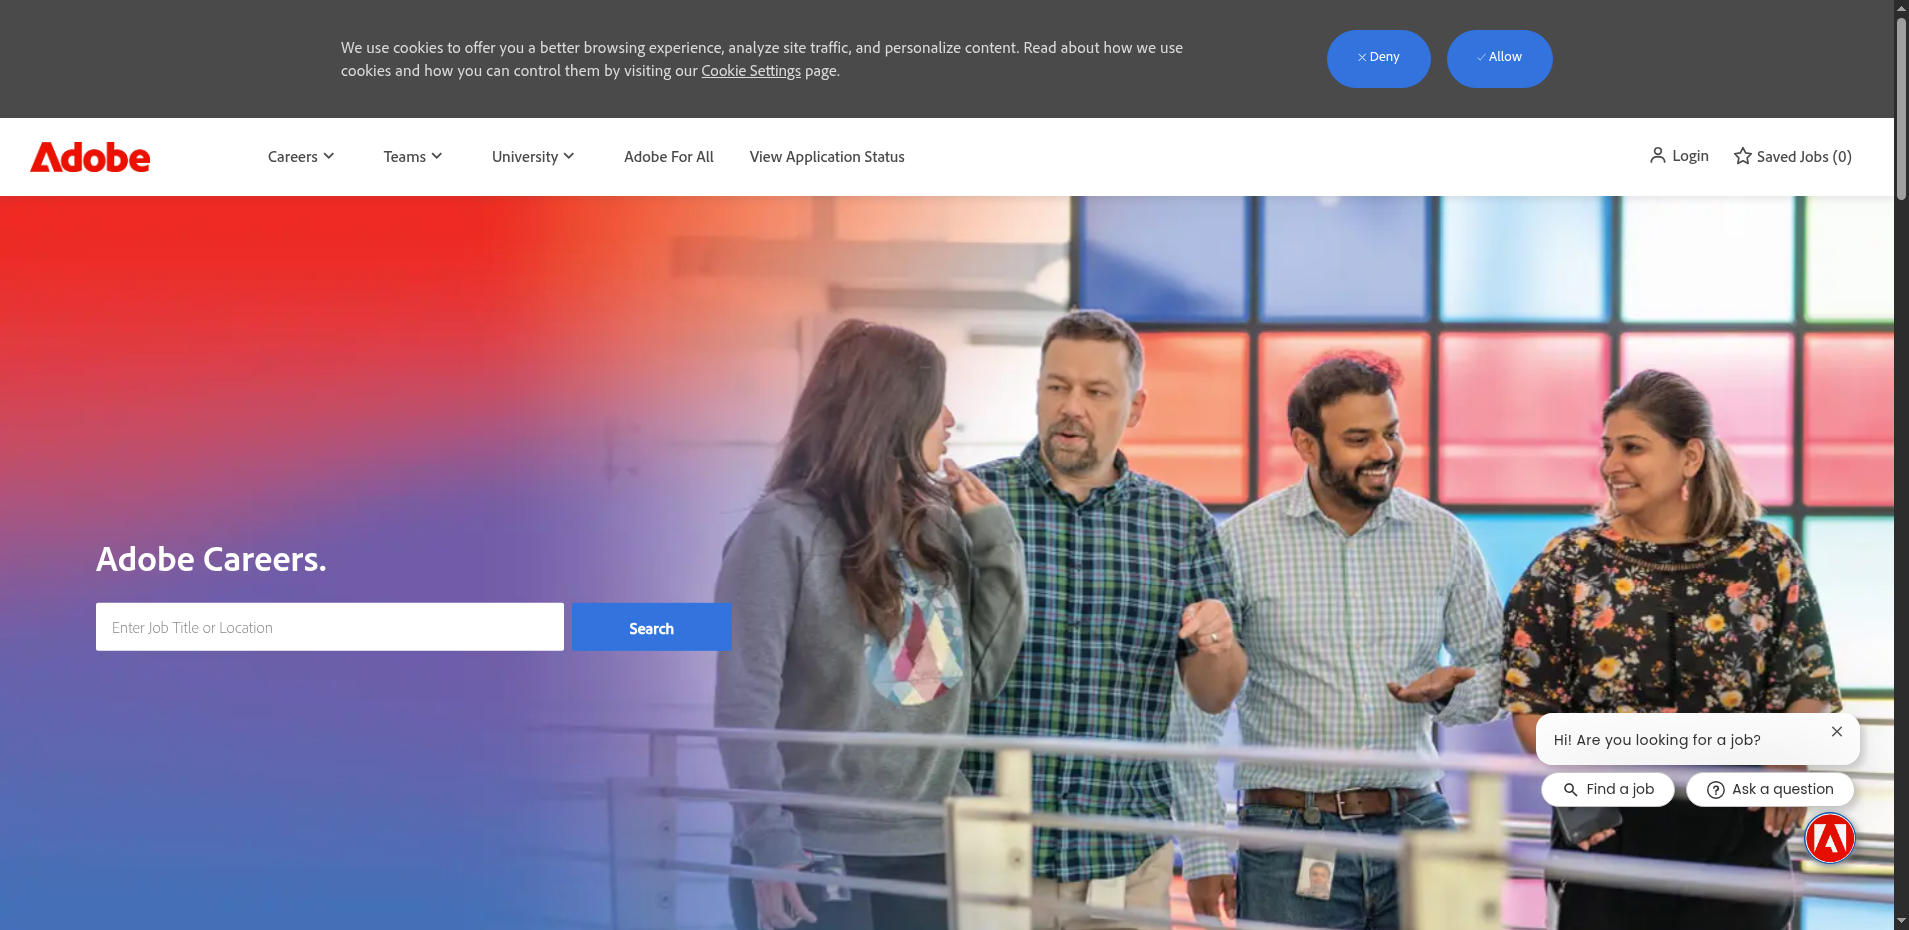 We use cookies to offer you a better browsing experience, analyze site traffic, and personalize content. Read about how we use
cookies and how you can control them by visiting our Cookie Settings page.
Deny
Allow
Adobe
Careers
Teams
University
Adobe For All
View Application Status
Login
Saved Jobs (0)
Adobe Careers.
Enter Job Title or Location
Search
Hi! Are you looking for a job?
Find a job
Ask a question